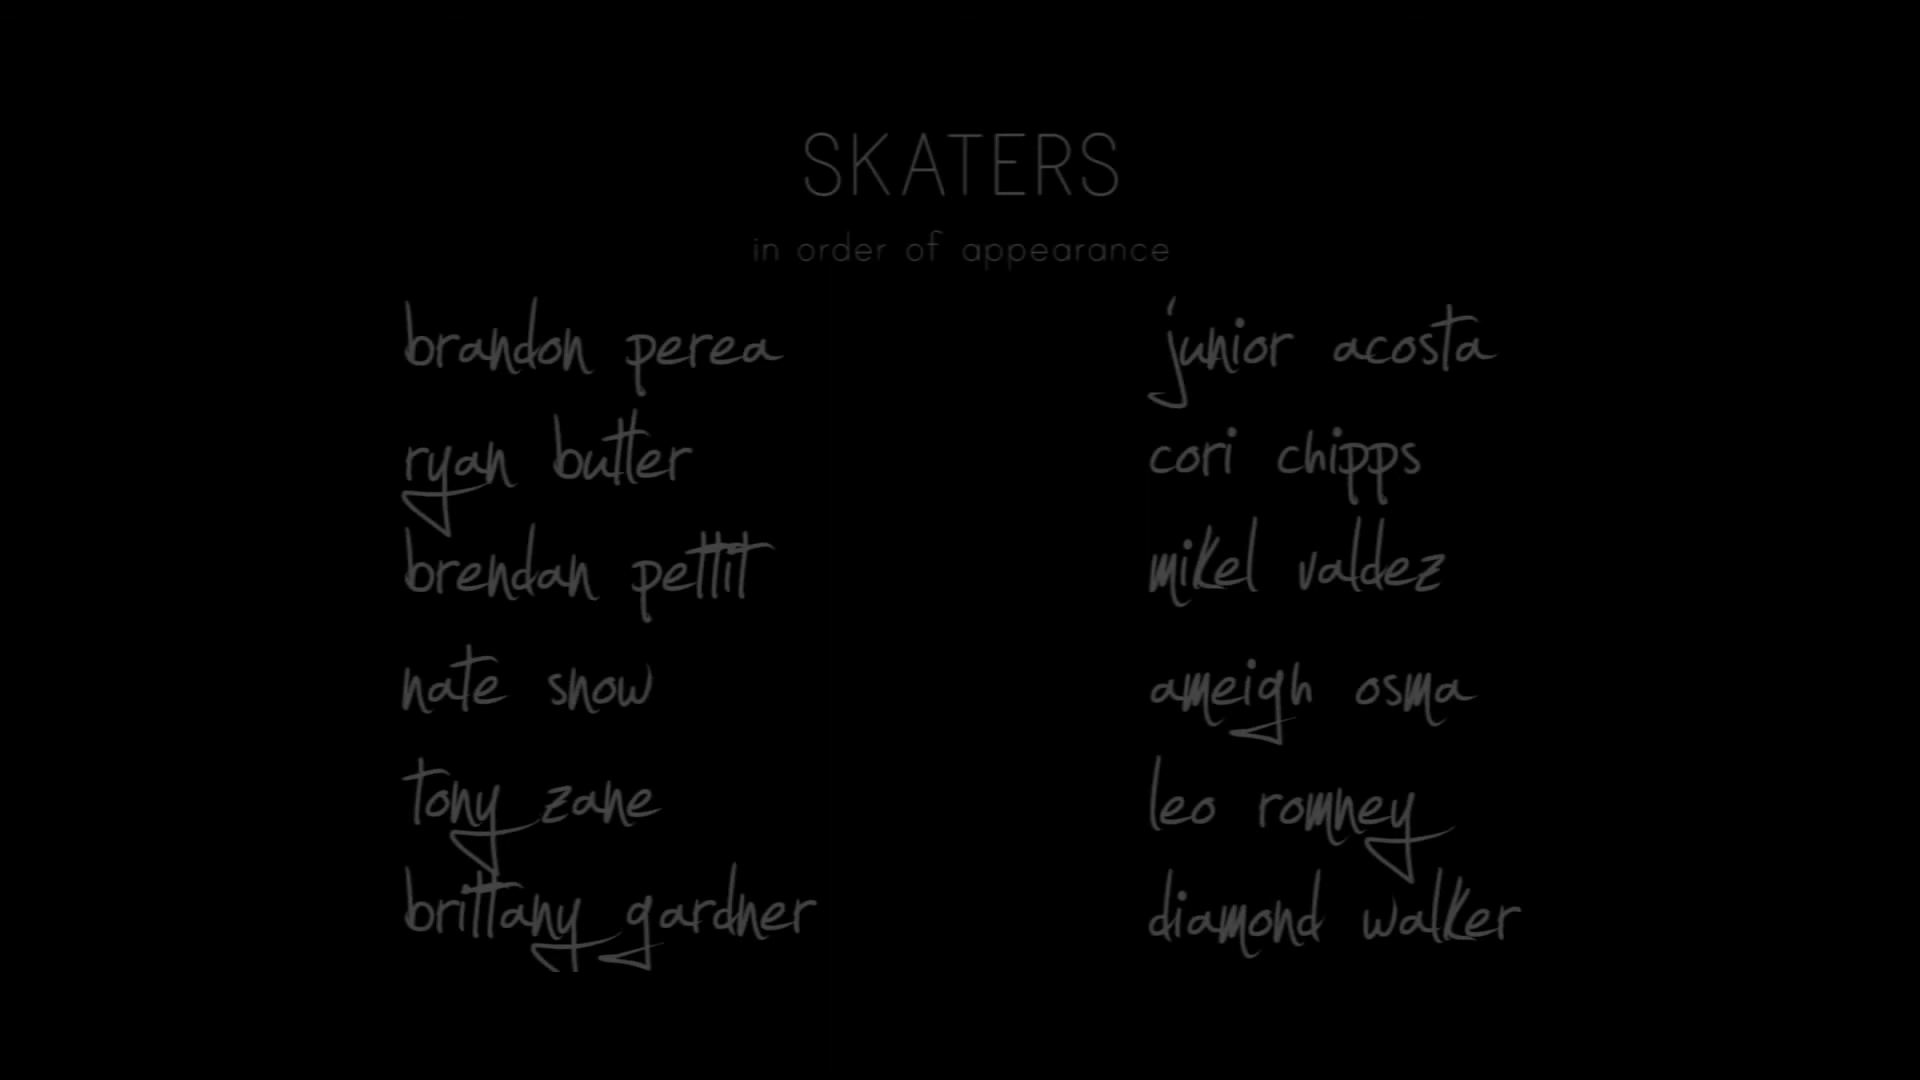 SKATERS
in order of appearance
brandon perea
ryan butler
brendan pettit
nate snow
tony zane
brittany gardner
junior acosta
cori chipps
mikel valdez
ameigh osma
leo romney
diamond walker